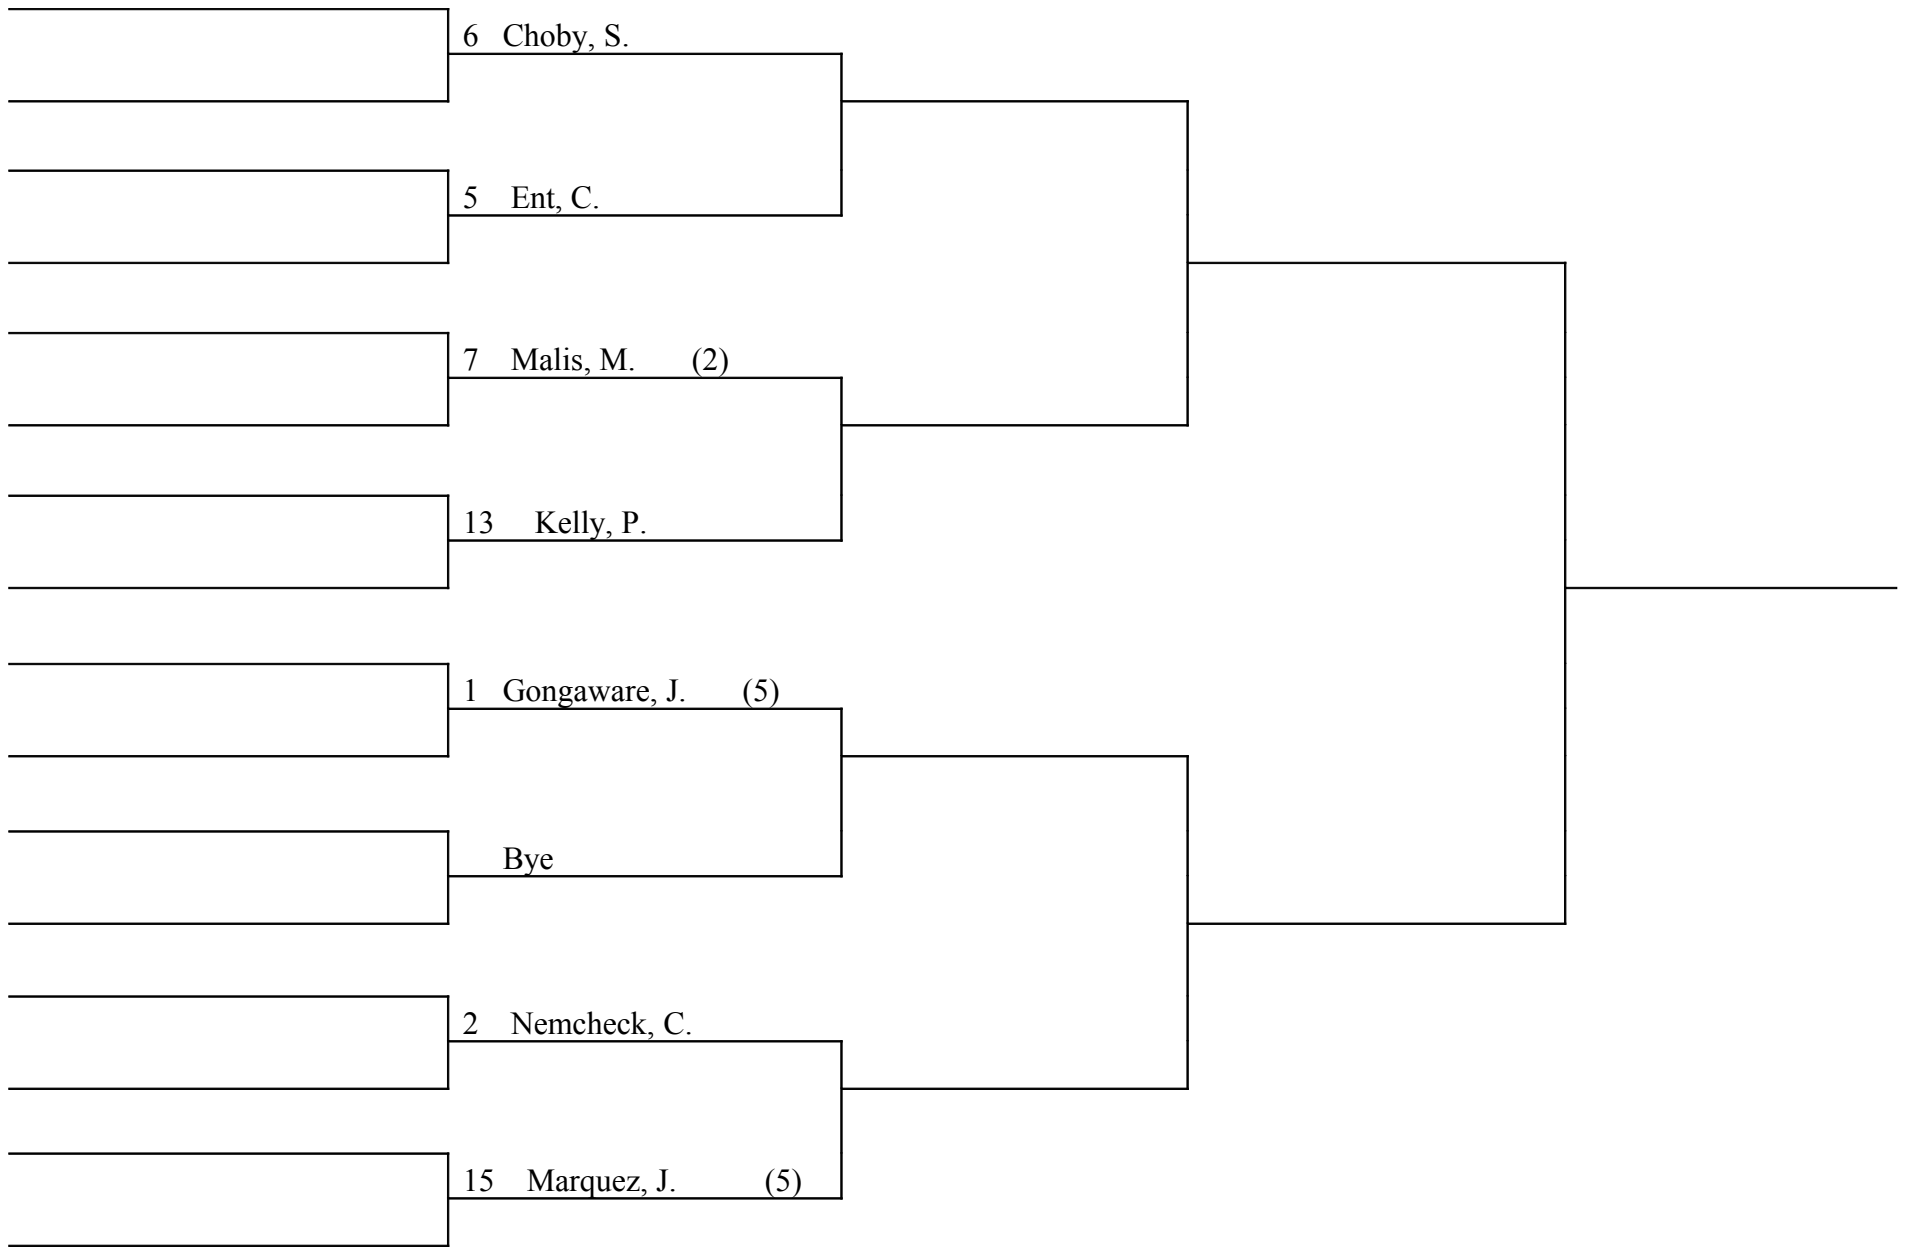 6 Choby, S.
5 Ent, C.
7 Malis, M. (2)
13 Kelly, P.
1 Gongaware, J. (5)
Bye
2 Nemcheck, C.
15 Marquez, J. (5)